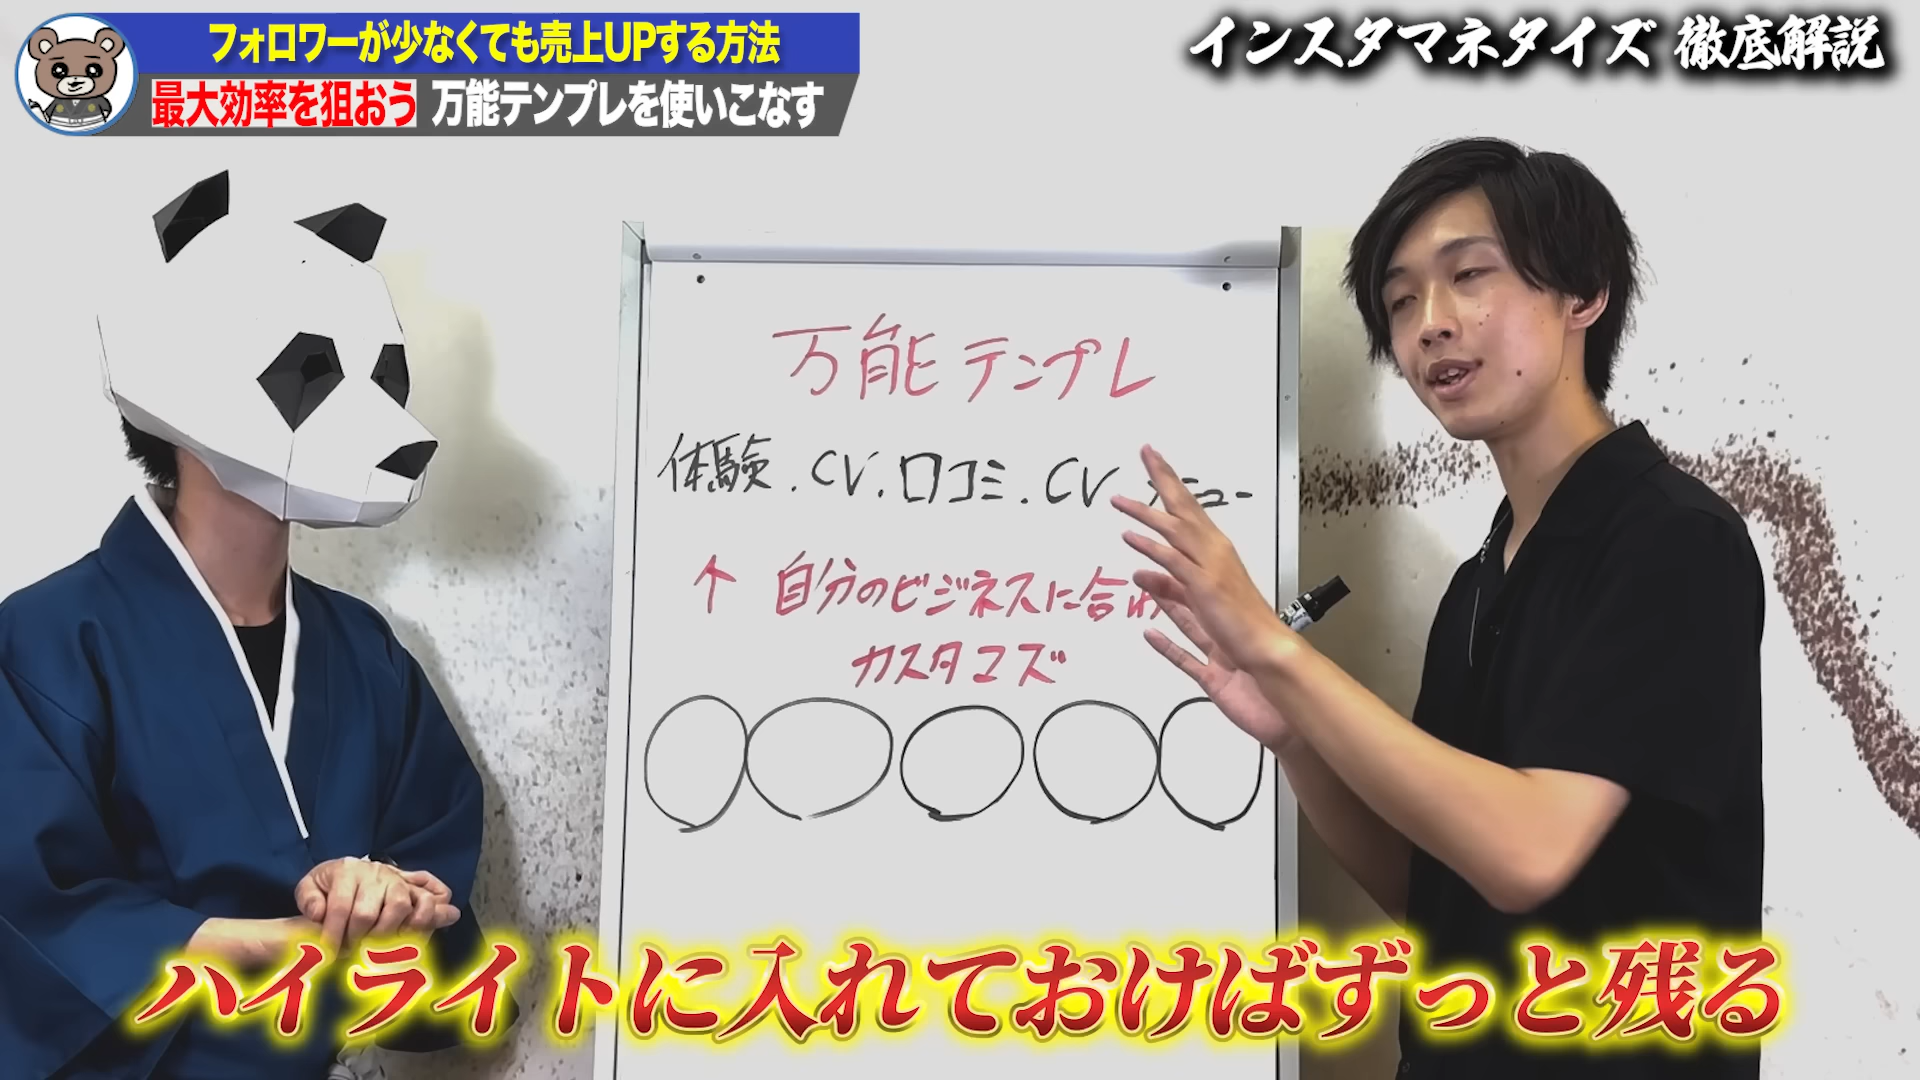 フォロワーが少なくても売上UPする方法
最大効率を狙おう 万能テンプレを使いこなす
インスタマネタイズ 徹底解説
万能テンプレ
体験.CV.口コミ.CV メニュー
↑ 自分のビジネスに合わ
カスタマズ
ハイライトに入れておけばずっと残る